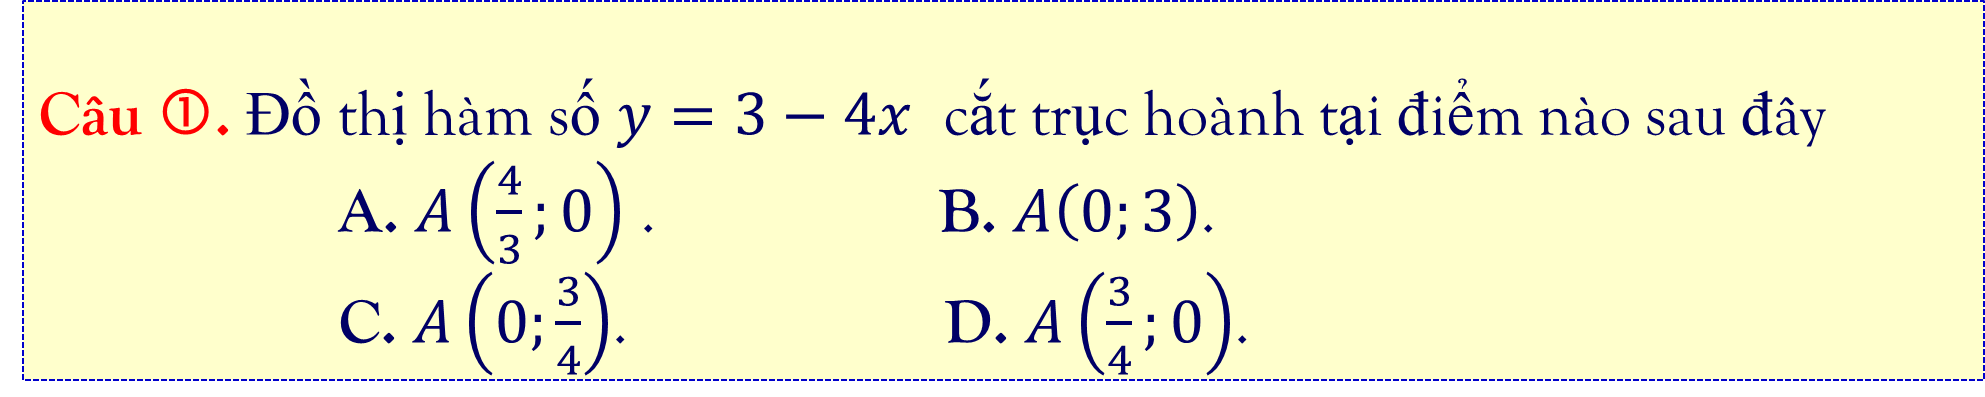 Câu ①. Đồ thị hàm số y = 3 − 4x cắt trục hoành tại điểm nào sau đây
A. A(4/3; 0). B. A(0; 3).
C. A(0; 3/4). D. A(3/4; 0).